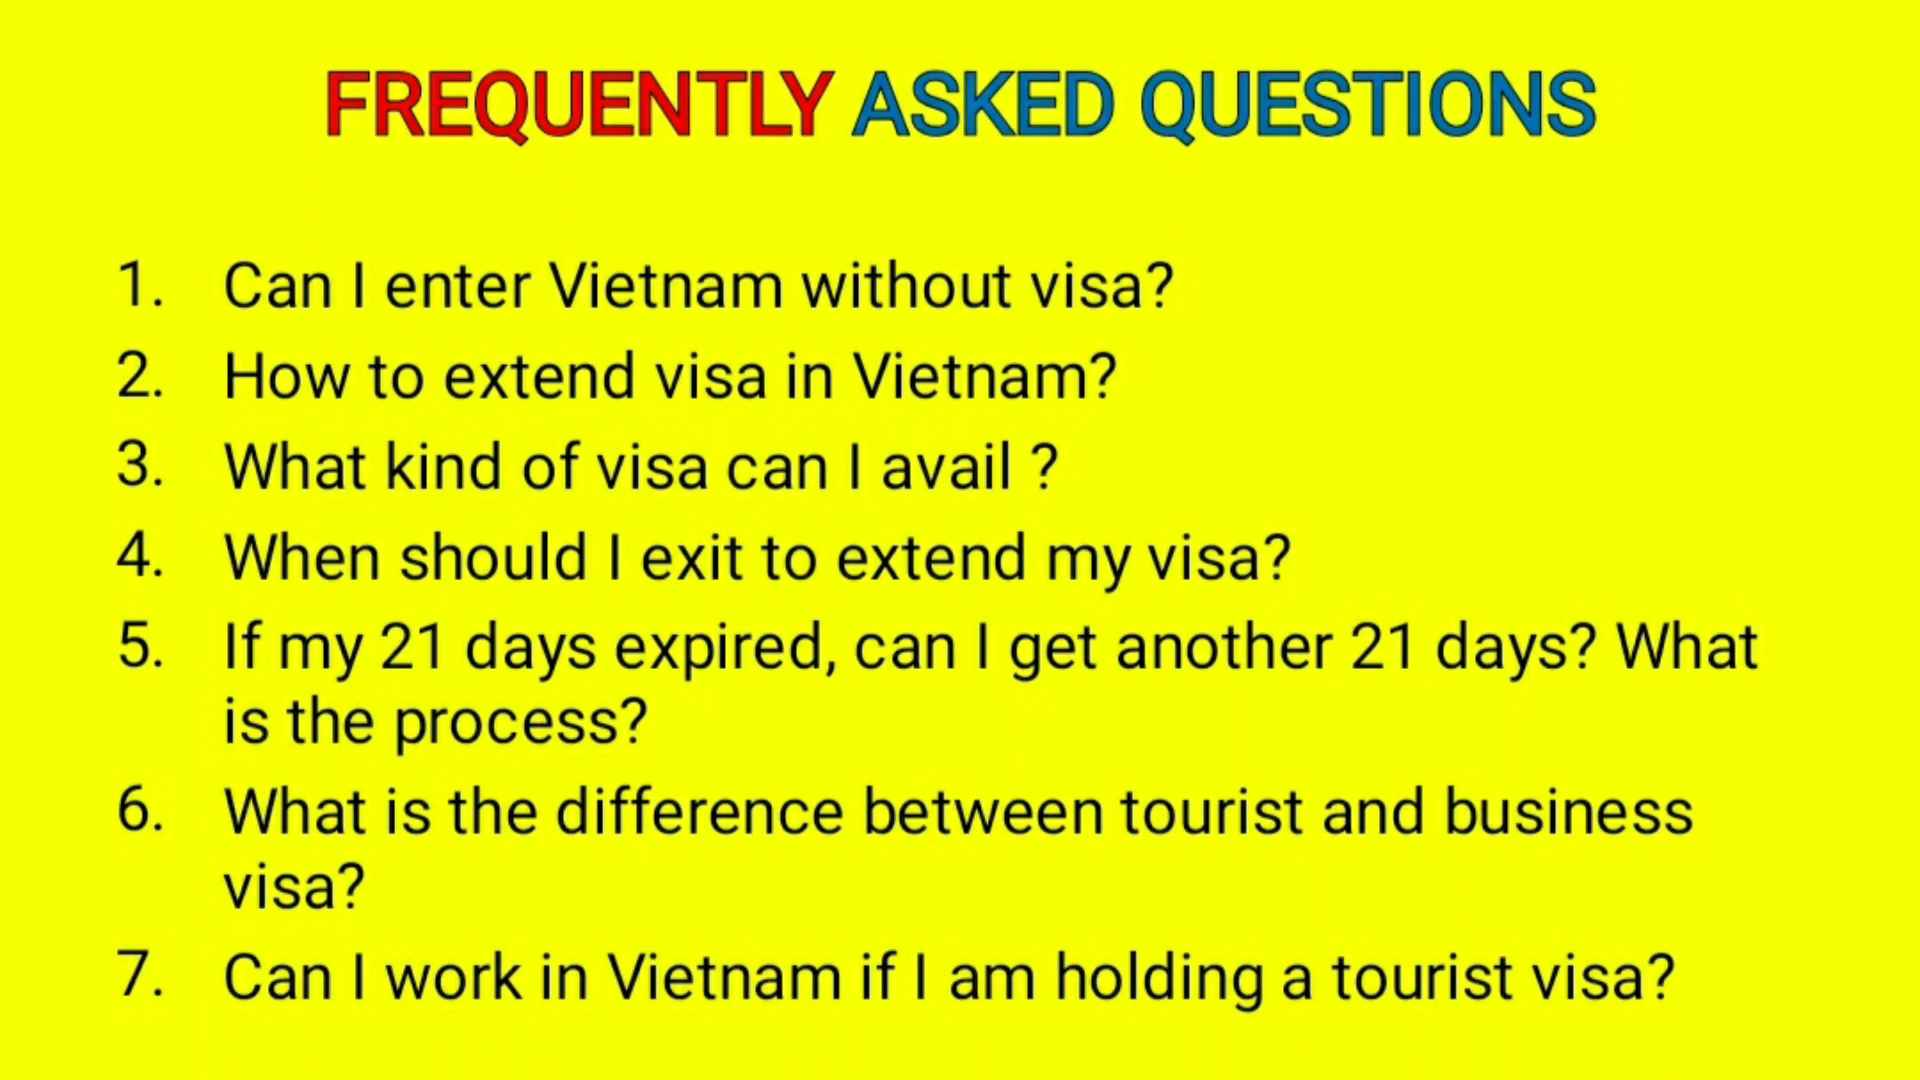 FREQUENTLY ASKED QUESTIONS
1. Can I enter Vietnam without visa?
2. How to extend visa in Vietnam?
3. What kind of visa can I avail ?
4. When should I exit to extend my visa?
5. If my 21 days expired, can I get another 21 days? What
is the process?
6. What is the difference between tourist and business
visa?
7. Can I work in Vietnam if I am holding a tourist visa?